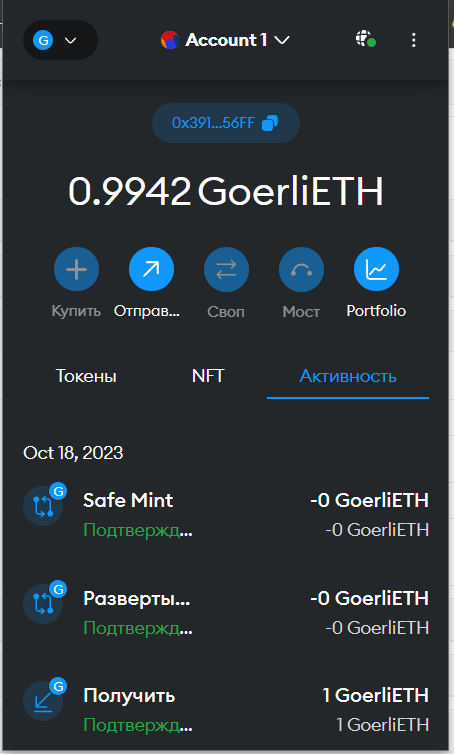 G
Account 1
0x391...56FF
0.9942 GoerliETH
Купить Отправ... Своп Мост Portfolio
Токены NFT Активность
Oct 18, 2023
G
Safe Mint -0 GoerliETH
Подтвержд... -0 GoerliETH
G
Разверты... -0 GoerliETH
Подтвержд... -0 GoerliETH
G
Получить 1 GoerliETH
Подтвержд... 1 GoerliETH